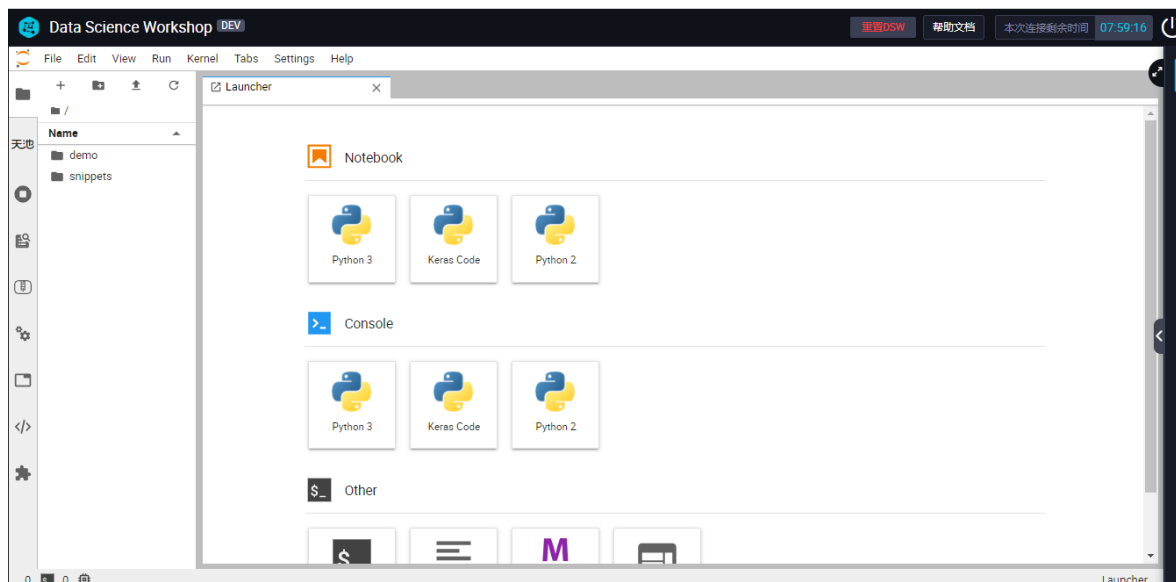 Data Science Workshop DEV
重置DSW 帮助文档 本次连接剩余时间 07:59:16
File Edit View Run Kernel Tabs Settings Help
Launcher
/
Name
天池
demo
snippets
Notebook
Python 3 Keras Code Python 2
Console
Python 3 Keras Code Python 2
$_ Other
$ M
0 $_ 0 Launcher